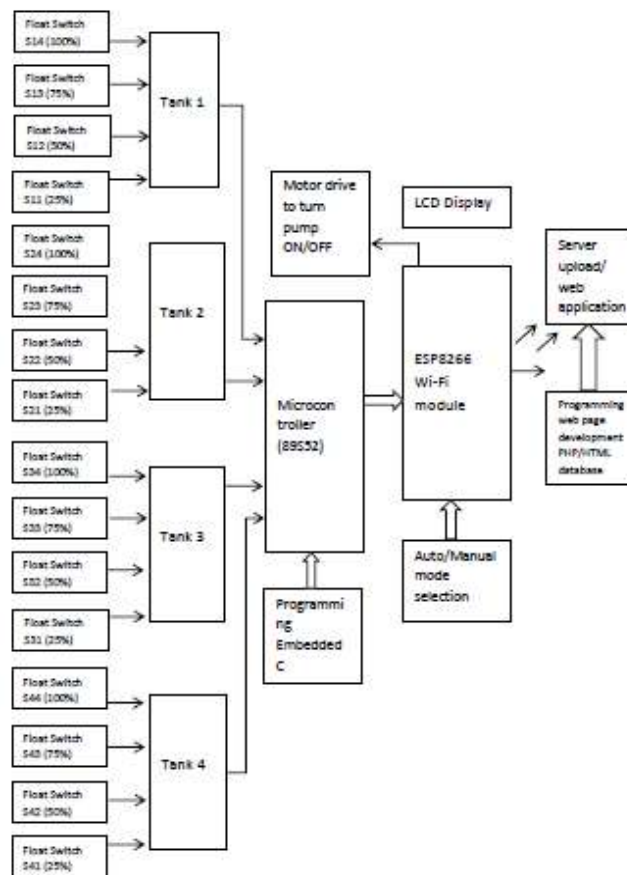 Float Switch
S14 (100%)
Float Switch
S13 (75%)
Float Switch
S12 (50%)
Float Switch
S11 (25%)
Tank 1
Float Switch
S24 (100%)
Float Switch
S23 (75%)
Float Switch
S22 (50%)
Float Switch
S21 (25%)
Tank 2
Float Switch
S34 (100%)
Float Switch
S33 (75%)
Float Switch
S32 (50%)
Float Switch
S31 (25%)
Tank 3
Float Switch
S44 (100%)
Float Switch
S43 (75%)
Float Switch
S42 (50%)
Float Switch
S41 (25%)
Tank 4
Microcon
troller
(89S52)
Programmi
ng
Embedded
C
Motor drive
to turn
pump
ON/OFF
LCD Display
ESP8266
Wi-Fi
module
Auto/Manual
mode
selection
Server
upload/
web
application
Programming
web page
development
PHP/HTML
database